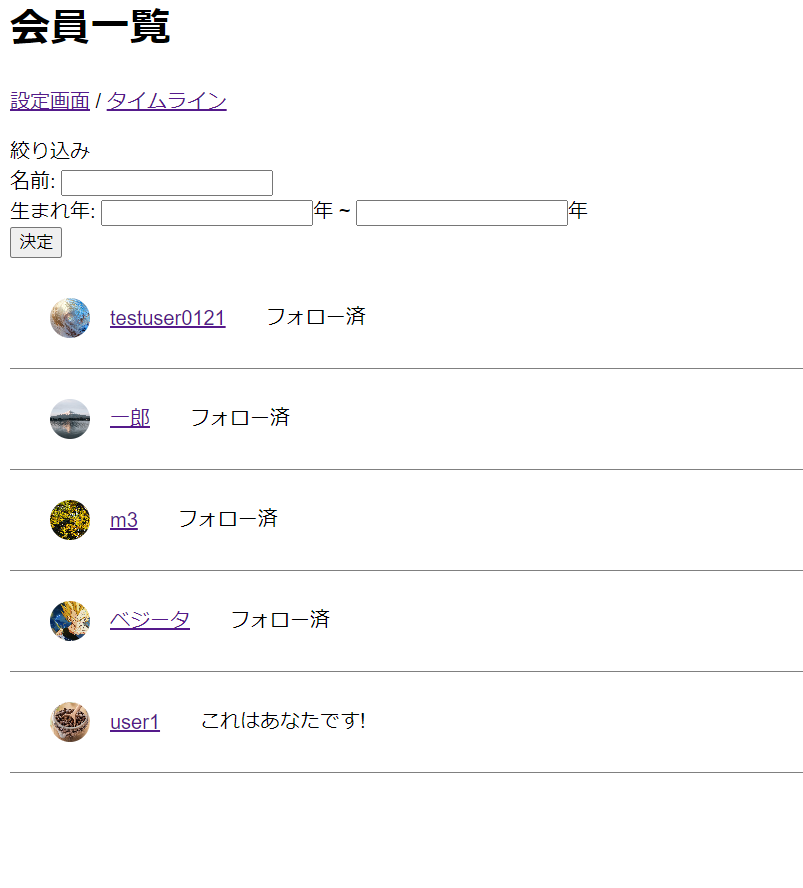 会員一覧
設定画面 / タイムライン
絞り込み
名前:
生まれ年: 年 ~ 年
決定
testuser0121 フォロー済
一郎 フォロー済
m3 フォロー済
ベジータ フォロー済
user1 これはあなたです!